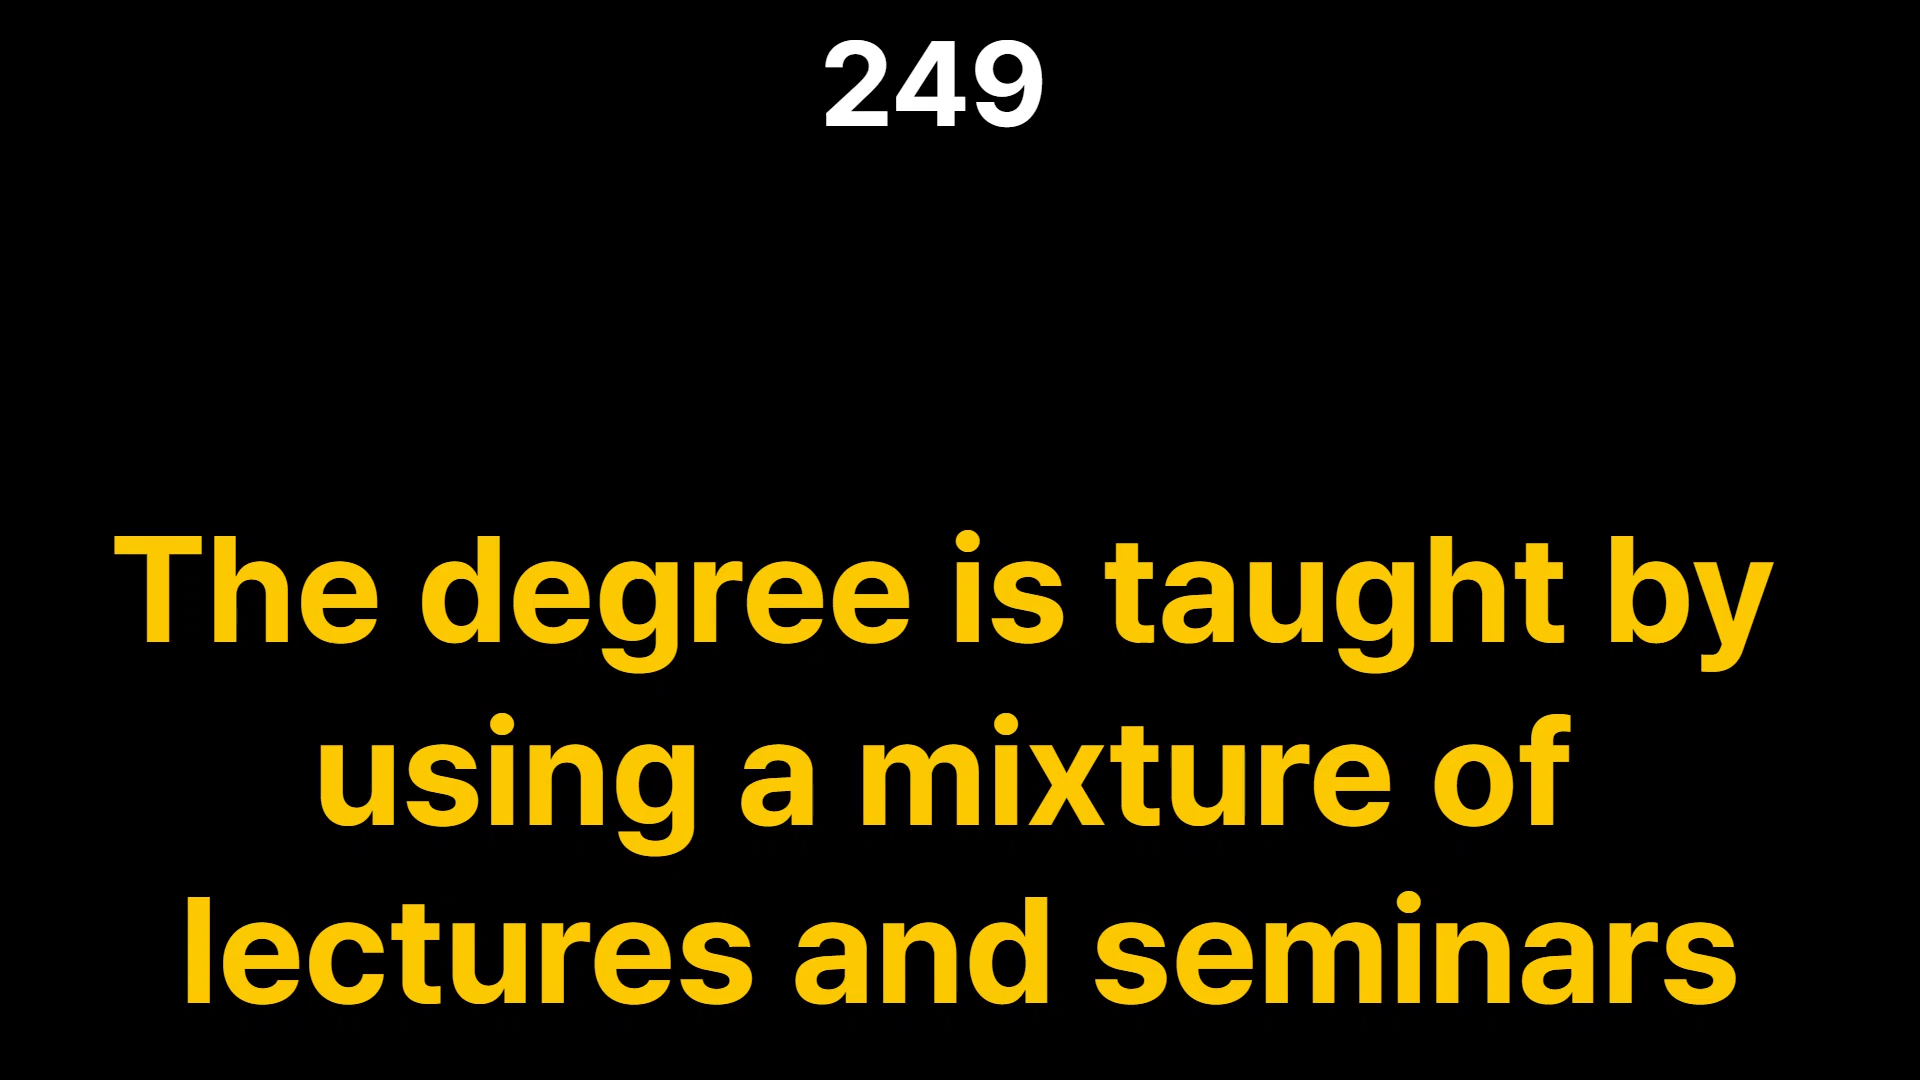 249
The degree is taught by
using a mixture of
lectures and seminars